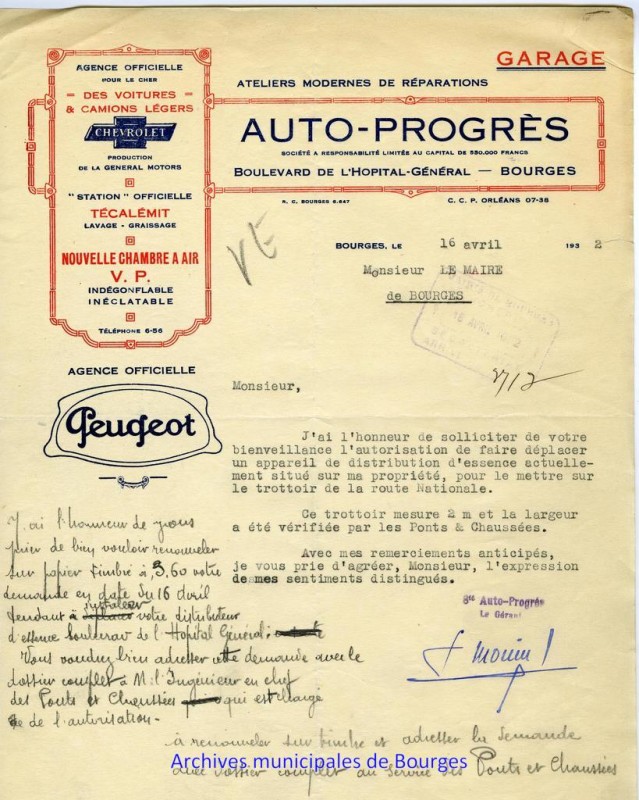 GARAGE
AGENCE OFFICIELLE
POUR LE CHER
DES VOITURES
& CAMIONS LÉGERS
CHEVROLET
PRODUCTION
DE LA GENERAL MOTORS
"STATION" OFFICIELLE
TÉCALÉMIT
LAVAGE - GRAISSAGE
NOUVELLE CHAMBRE A AIR
V. P.
INDÉGONFLABLE
INÉCLATABLE
TÉLÉPHONE 6-56
AGENCE OFFICIELLE
Peugeot
ATELIERS MODERNES DE RÉPARATIONS
AUTO-PROGRÈS
SOCIÉTÉ A RESPONSABILITÉ LIMITÉE AU CAPITAL DE 550.000 FRANCS
BOULEVARD DE L'HOPITAL-GÉNÉRAL — BOURGES
R. C. BOURGES 6.647
C. C. P. ORLÉANS 07-38
VE
BOURGES, LE 16 avril 1932
Monsieur LE MAIRE
de BOURGES
16 AVR
Monsieur,
J'ai l'honneur de solliciter de votre
bienveillance l'autorisation de faire déplacer
un appareil de distribution d'essence actuelle-
ment situé sur ma propriété, pour le mettre sur
le trottoir de la route Nationale.
Ce trottoir mesure 2 m et la largeur
a été vérifiée par les Ponts & Chaussées.
Avec mes remerciements anticipés,
je vous prie d'agréer, Monsieur, l'expression
de mes sentiments distingués.
Sté Auto-Progrès
Le Gérant
J'ai l'honneur de vous
prier de bien vouloir renouveler
sur papier timbré à 3,60 votre
demande en date du 16 avril
tendant à installer votre distributeur
d'essence boulevard de l'Hopital Général.
Vous voudrez bien adresser cette demande avec le
dossier complet à M. l'Ingénieur en chef
des Ponts et Chaussées qui est chargé
de l'autorisation.
à renouveler sur timbre et adresser la demande
avec dossier complet au service des Ponts et Chaussées
Archives municipales de Bourges